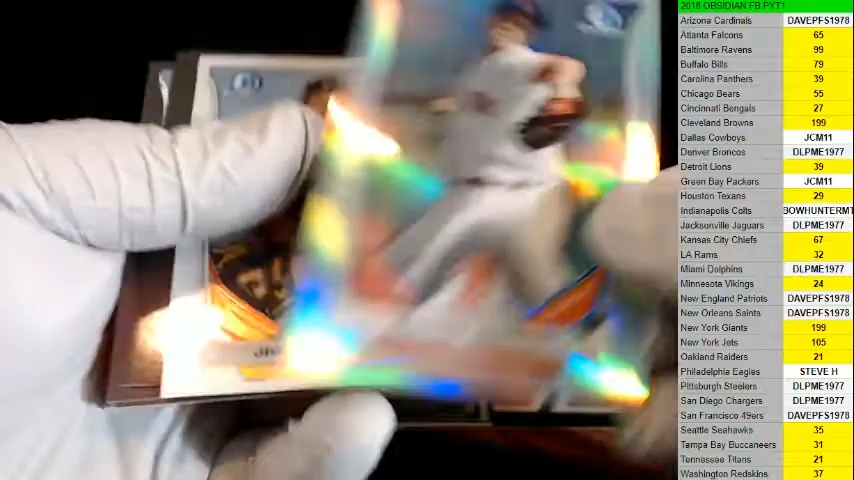 2018 OBSIDIAN FB PYT1
Arizona Cardinals DAVEPFS1978
Atlanta Falcons 65
Baltimore Ravens 99
Buffalo Bills 79
Carolina Panthers 39
Chicago Bears 55
Cincinnati Bengals 27
Cleveland Browns 199
Dallas Cowboys JCM11
Denver Broncos DLPME1977
Detroit Lions 39
Green Bay Packers JCM11
Houston Texans 29
Indianapolis Colts BOWHUNTERMT
Jacksonville Jaguars DLPME1977
Kansas City Chiefs 67
LA Rams 32
Miami Dolphins DLPME1977
Minnesota Vikings 24
New England Patriots DAVEPFS1978
New Orleans Saints DAVEPFS1978
New York Giants 199
New York Jets 105
Oakland Raiders 21
Philadelphia Eagles STEVE H
Pittsburgh Steelers DLPME1977
San Diego Chargers DLPME1977
San Francisco 49ers DAVEPFS1978
Seattle Seahawks 35
Tampa Bay Buccaneers 31
Tennessee Titans 21
Washington Redskins 37